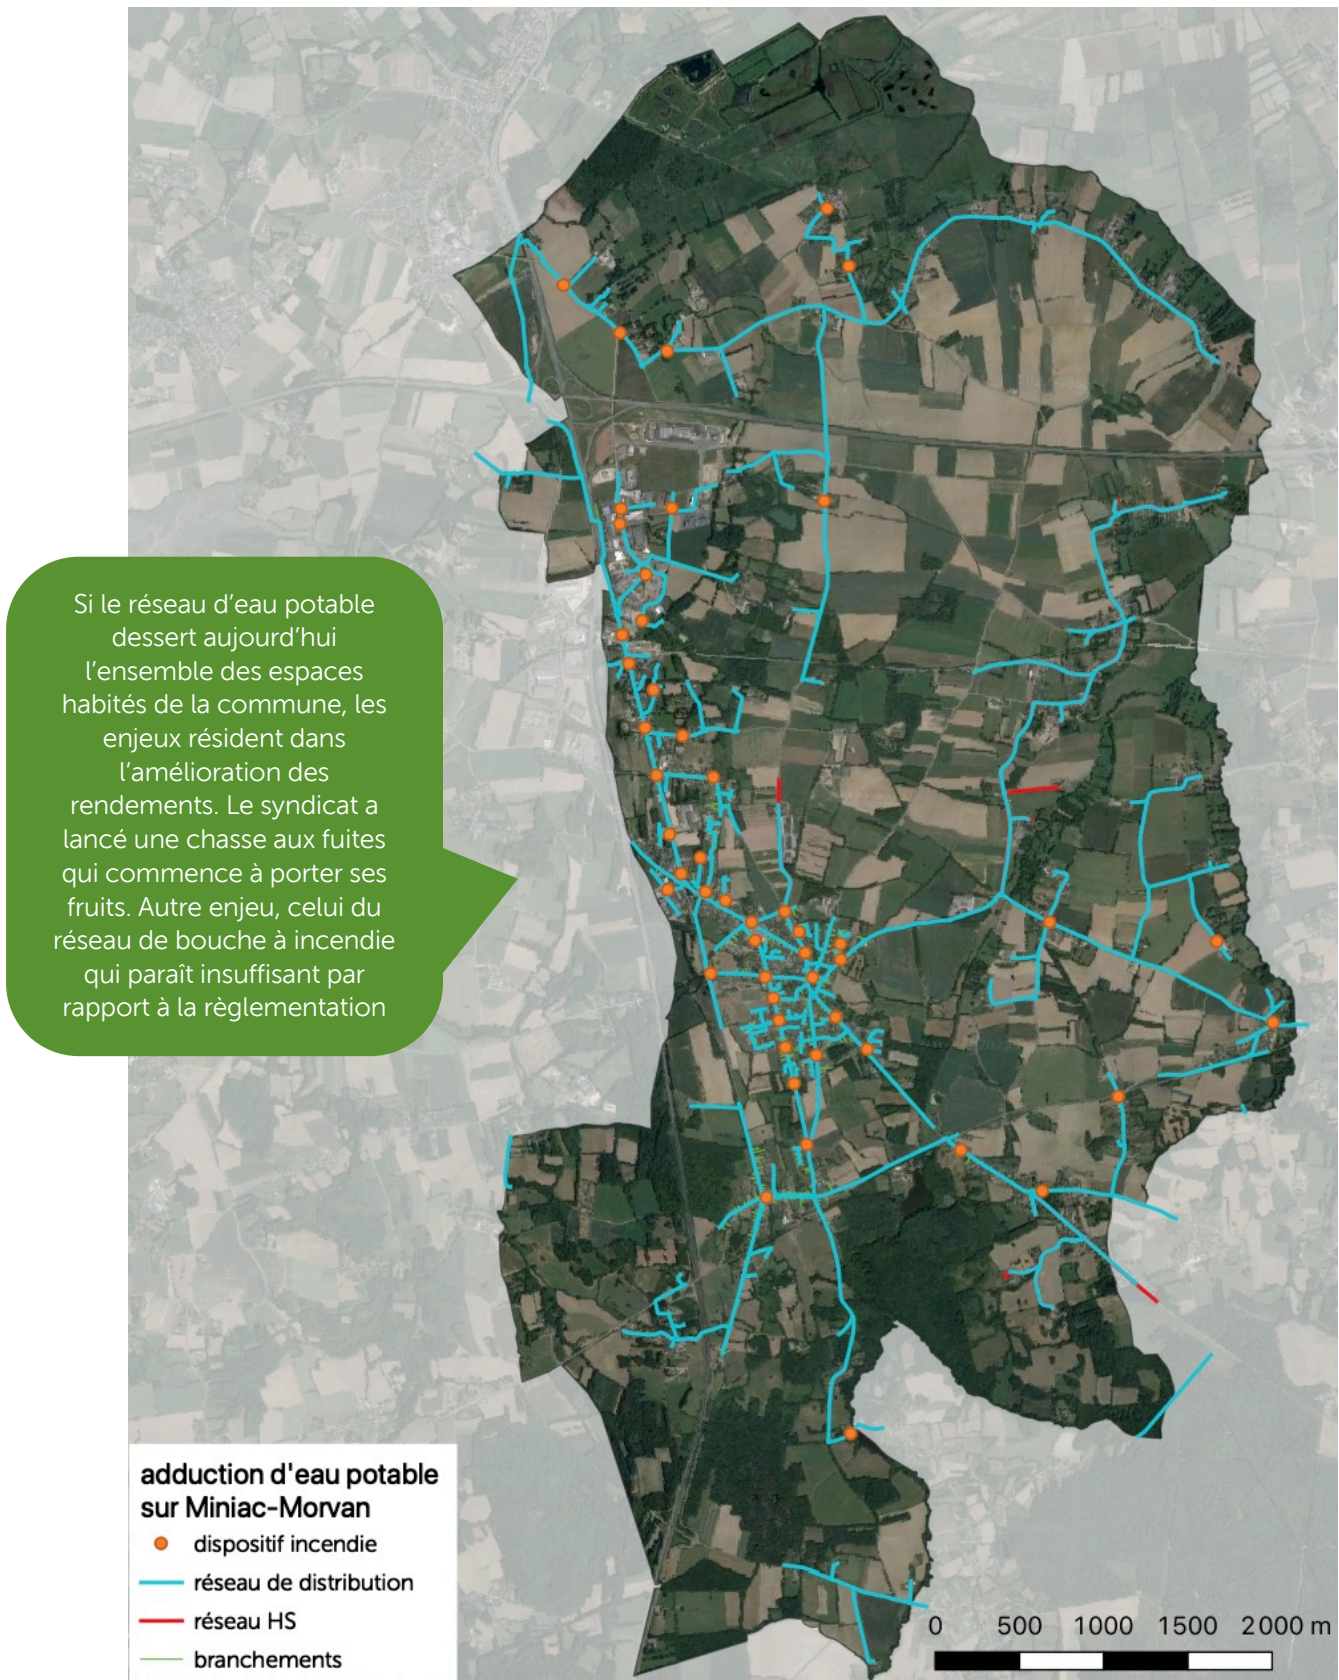 Si le réseau d'eau potable
dessert aujourd'hui
l'ensemble des espaces
habités de la commune, les
enjeux résident dans
l'amélioration des
rendements. Le syndicat a
lancé une chasse aux fuites
qui commence à porter ses
fruits. Autre enjeu, celui du
réseau de bouche à incendie
qui paraît insuffisant par
rapport à la règlementation
adduction d'eau potable
sur Miniac-Morvan
dispositif incendie
réseau de distribution
réseau HS
branchements
0 500 1000 1500 2000 m